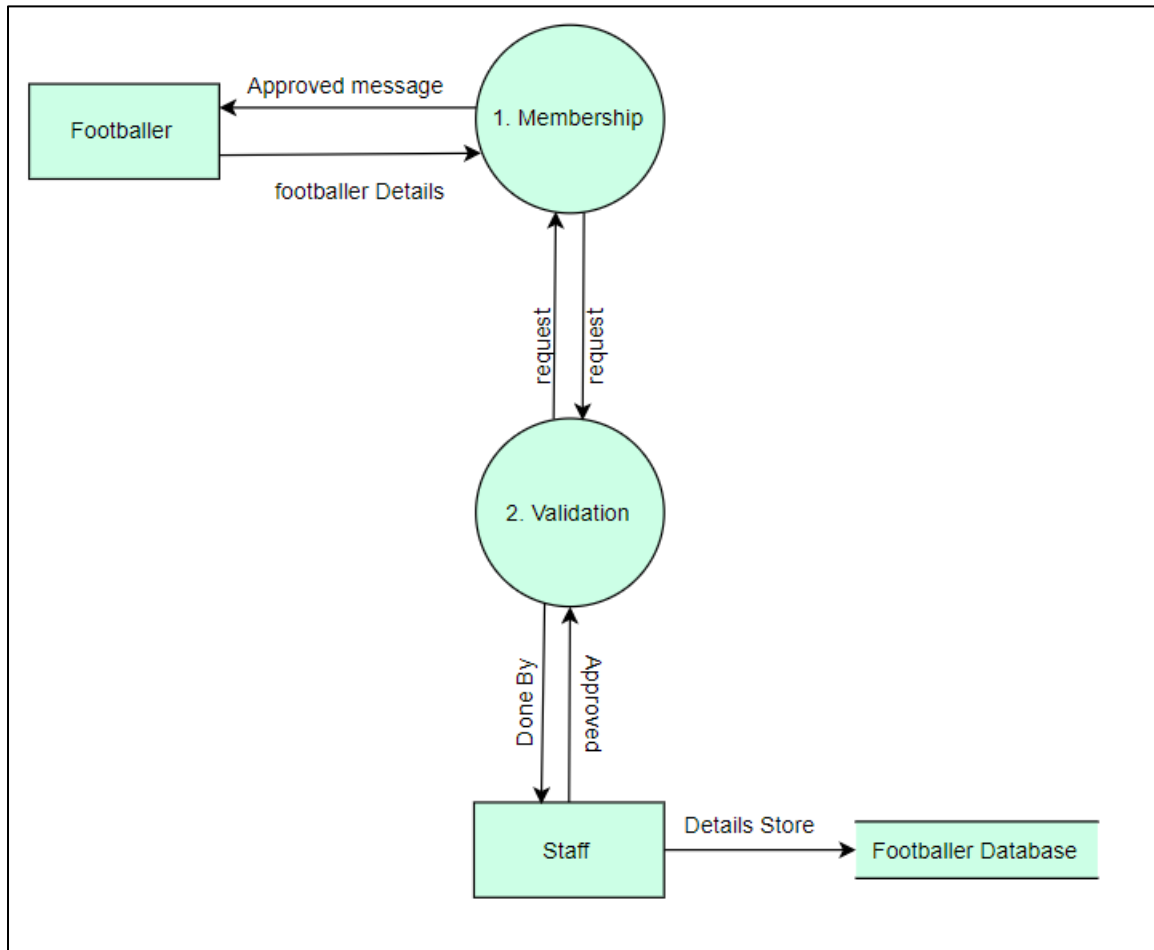 Approved message
1. Membership
Footballer
footballer Details
request
request
2. Validation
Done By
Approved
Details Store
Staff
Footballer Database